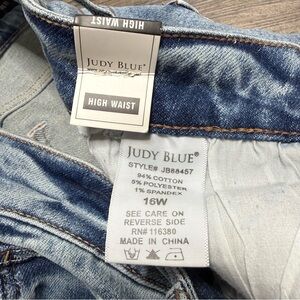 HIGH WAIST
JUDY BLUE®
HIGH WAIST
JUDY BLUE®
STYLE# JB88457
94% COTTON
5% POLYESTER
1% SPANDEX
16W
SEE CARE ON
REVERSE SIDE
RN# 116380
MADE IN CHINA